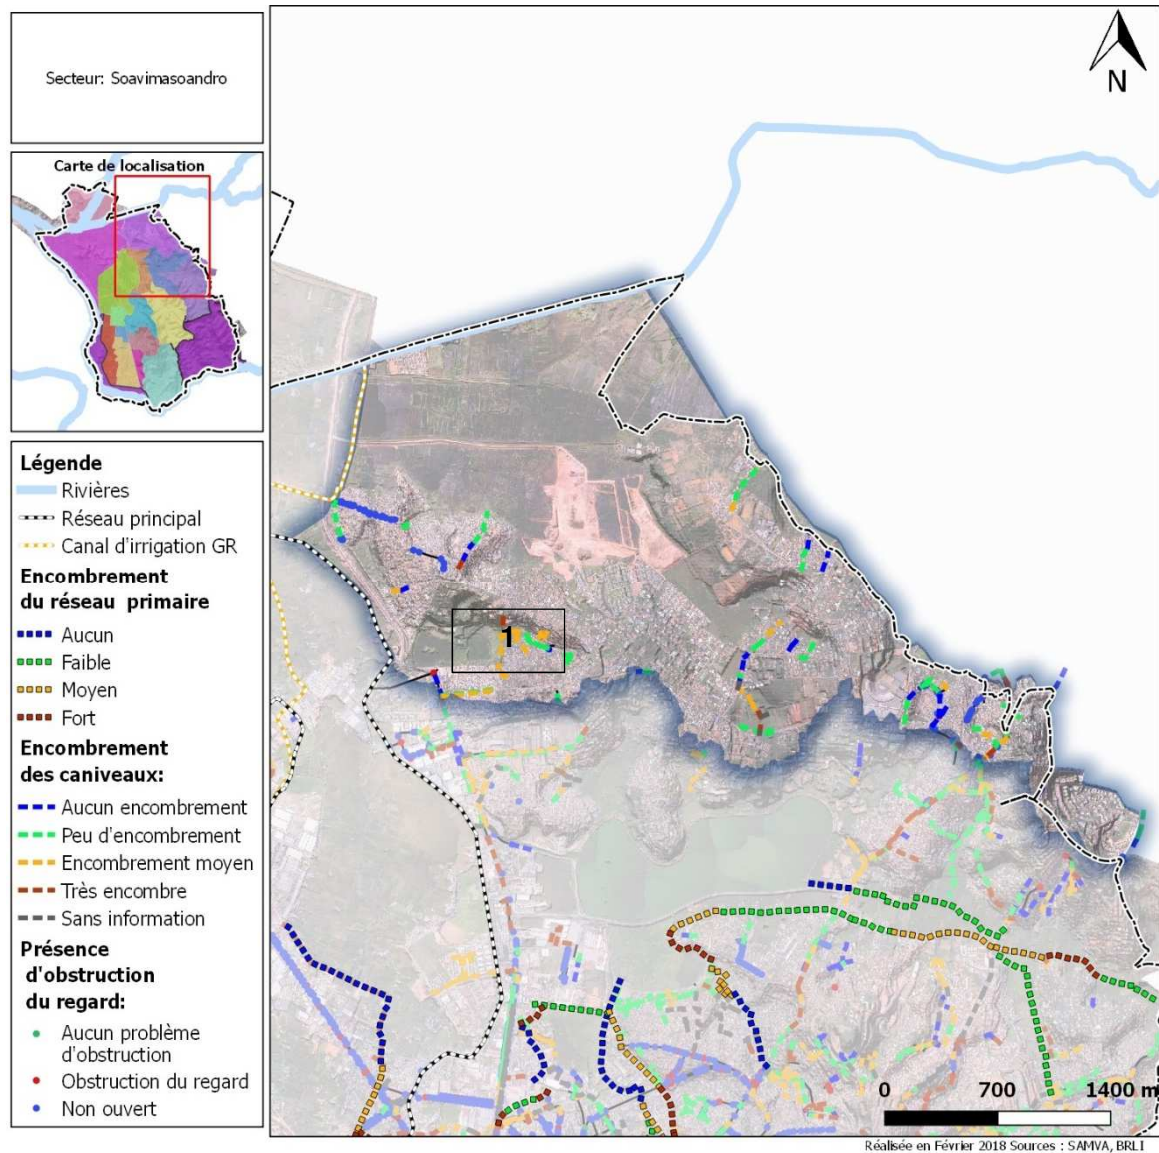 Secteur: Soavimasoandro
Carte de localisation
Légende
Rivières
Réseau principal
Canal d'irrigation GR
Encombrement
du réseau primaire
Aucun
Faible
Moyen
Fort
Encombrement
des caniveaux:
Aucun encombrement
Peu d'encombrement
Encombrement moyen
Très encombre
Sans information
Présence
d'obstruction
du regard:
Aucun problème
d'obstruction
Obstruction du regard
Non ouvert
N
1
0 700 1400 m
Réalisée en Février 2018 Sources : SAMVA, BRLI